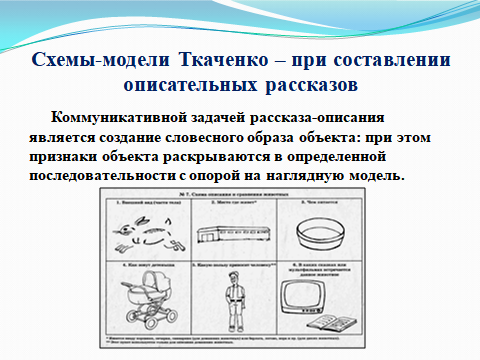 Схемы-модели Ткаченко – при составлении
описательных рассказов
Коммуникативной задачей рассказа-описания
является создание словесного образа объекта: при этом
признаки объекта раскрываются в определенной
последовательности с опорой на наглядную модель.
№ 7. Схема описания и сравнения животных
1. Внешний вид (части тела)
2. Место где живет*
3. Чем питается
4. Как зовут детенышей
5. Какую пользу приносит человеку**
6. В каких сказках или
мультфильмах встречается
данное животное